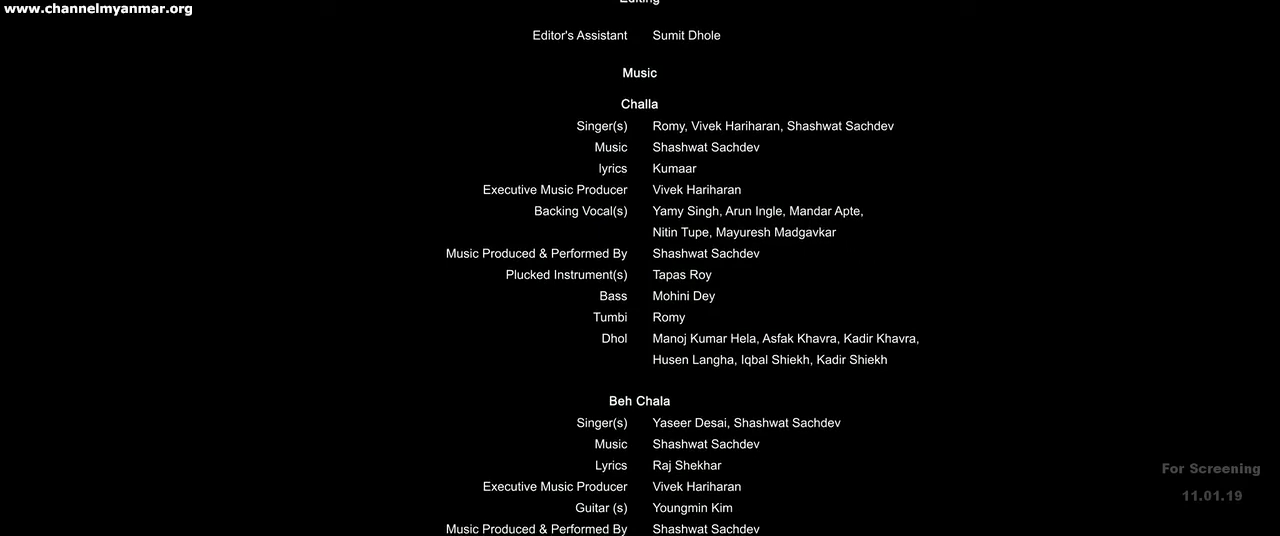 www.channelmyanmar.org
Editing
Editor's Assistant Sumit Dhole
Music
Challa
Singer(s) Romy, Vivek Hariharan, Shashwat Sachdev
Music Shashwat Sachdev
lyrics Kumaar
Executive Music Producer Vivek Hariharan
Backing Vocal(s) Yamy Singh, Arun Ingle, Mandar Apte,
Nitin Tupe, Mayuresh Madgavkar
Music Produced & Performed By Shashwat Sachdev
Plucked Instrument(s) Tapas Roy
Bass Mohini Dey
Tumbi Romy
Dhol Manoj Kumar Hela, Asfak Khavra, Kadir Khavra,
Husen Langha, Iqbal Shiekh, Kadir Shiekh
Beh Chala
Singer(s) Yaseer Desai, Shashwat Sachdev
Music Shashwat Sachdev
Lyrics Raj Shekhar
Executive Music Producer Vivek Hariharan
Guitar (s) Youngmin Kim
Music Produced & Performed By Shashwat Sachdev
For Screening
11.01.19